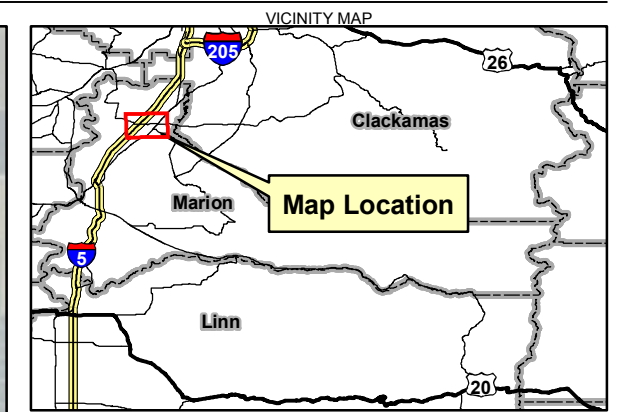 VICINITY MAP
205
26
Clackamas
Marion
Map Location
5
Linn
20